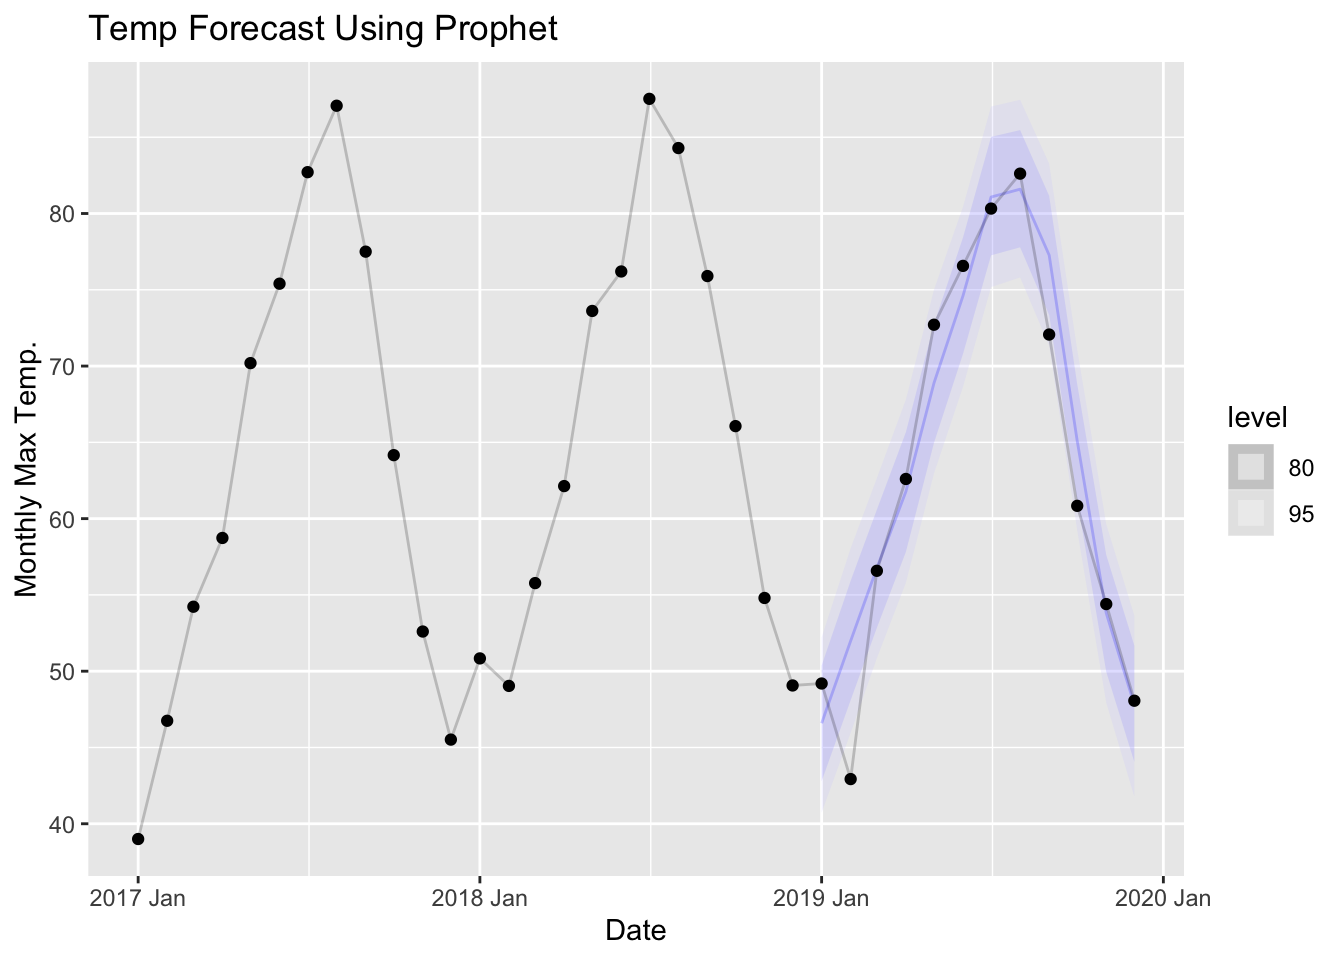 Temp Forecast Using Prophet
Monthly Max Temp.
80
70
60
50
40
2017 Jan
2018 Jan
2019 Jan
2020 Jan
Date
level
80
95